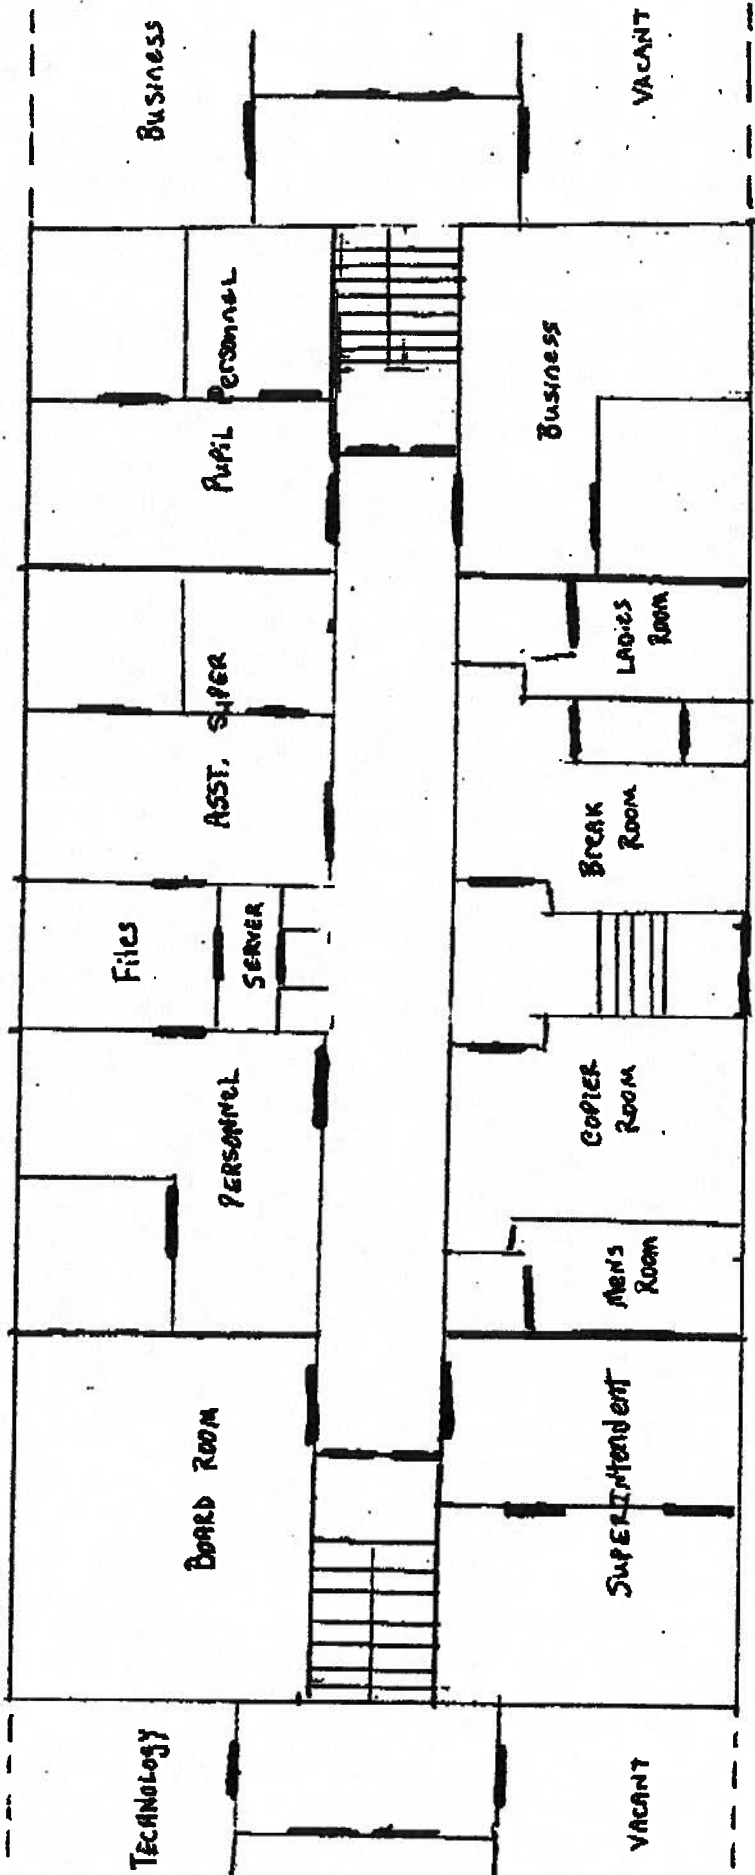 TECHNOLOGY
BOARD ROOM
PERSONNEL
Files
SERVER
ASST. SUPER
PUPIL Personnel
Business
VACANT
SUPERINTENDENT
MEN'S
ROOM
COPIER
ROOM
BREAK
ROOM
LADIES
ROOM
Business
VACANT